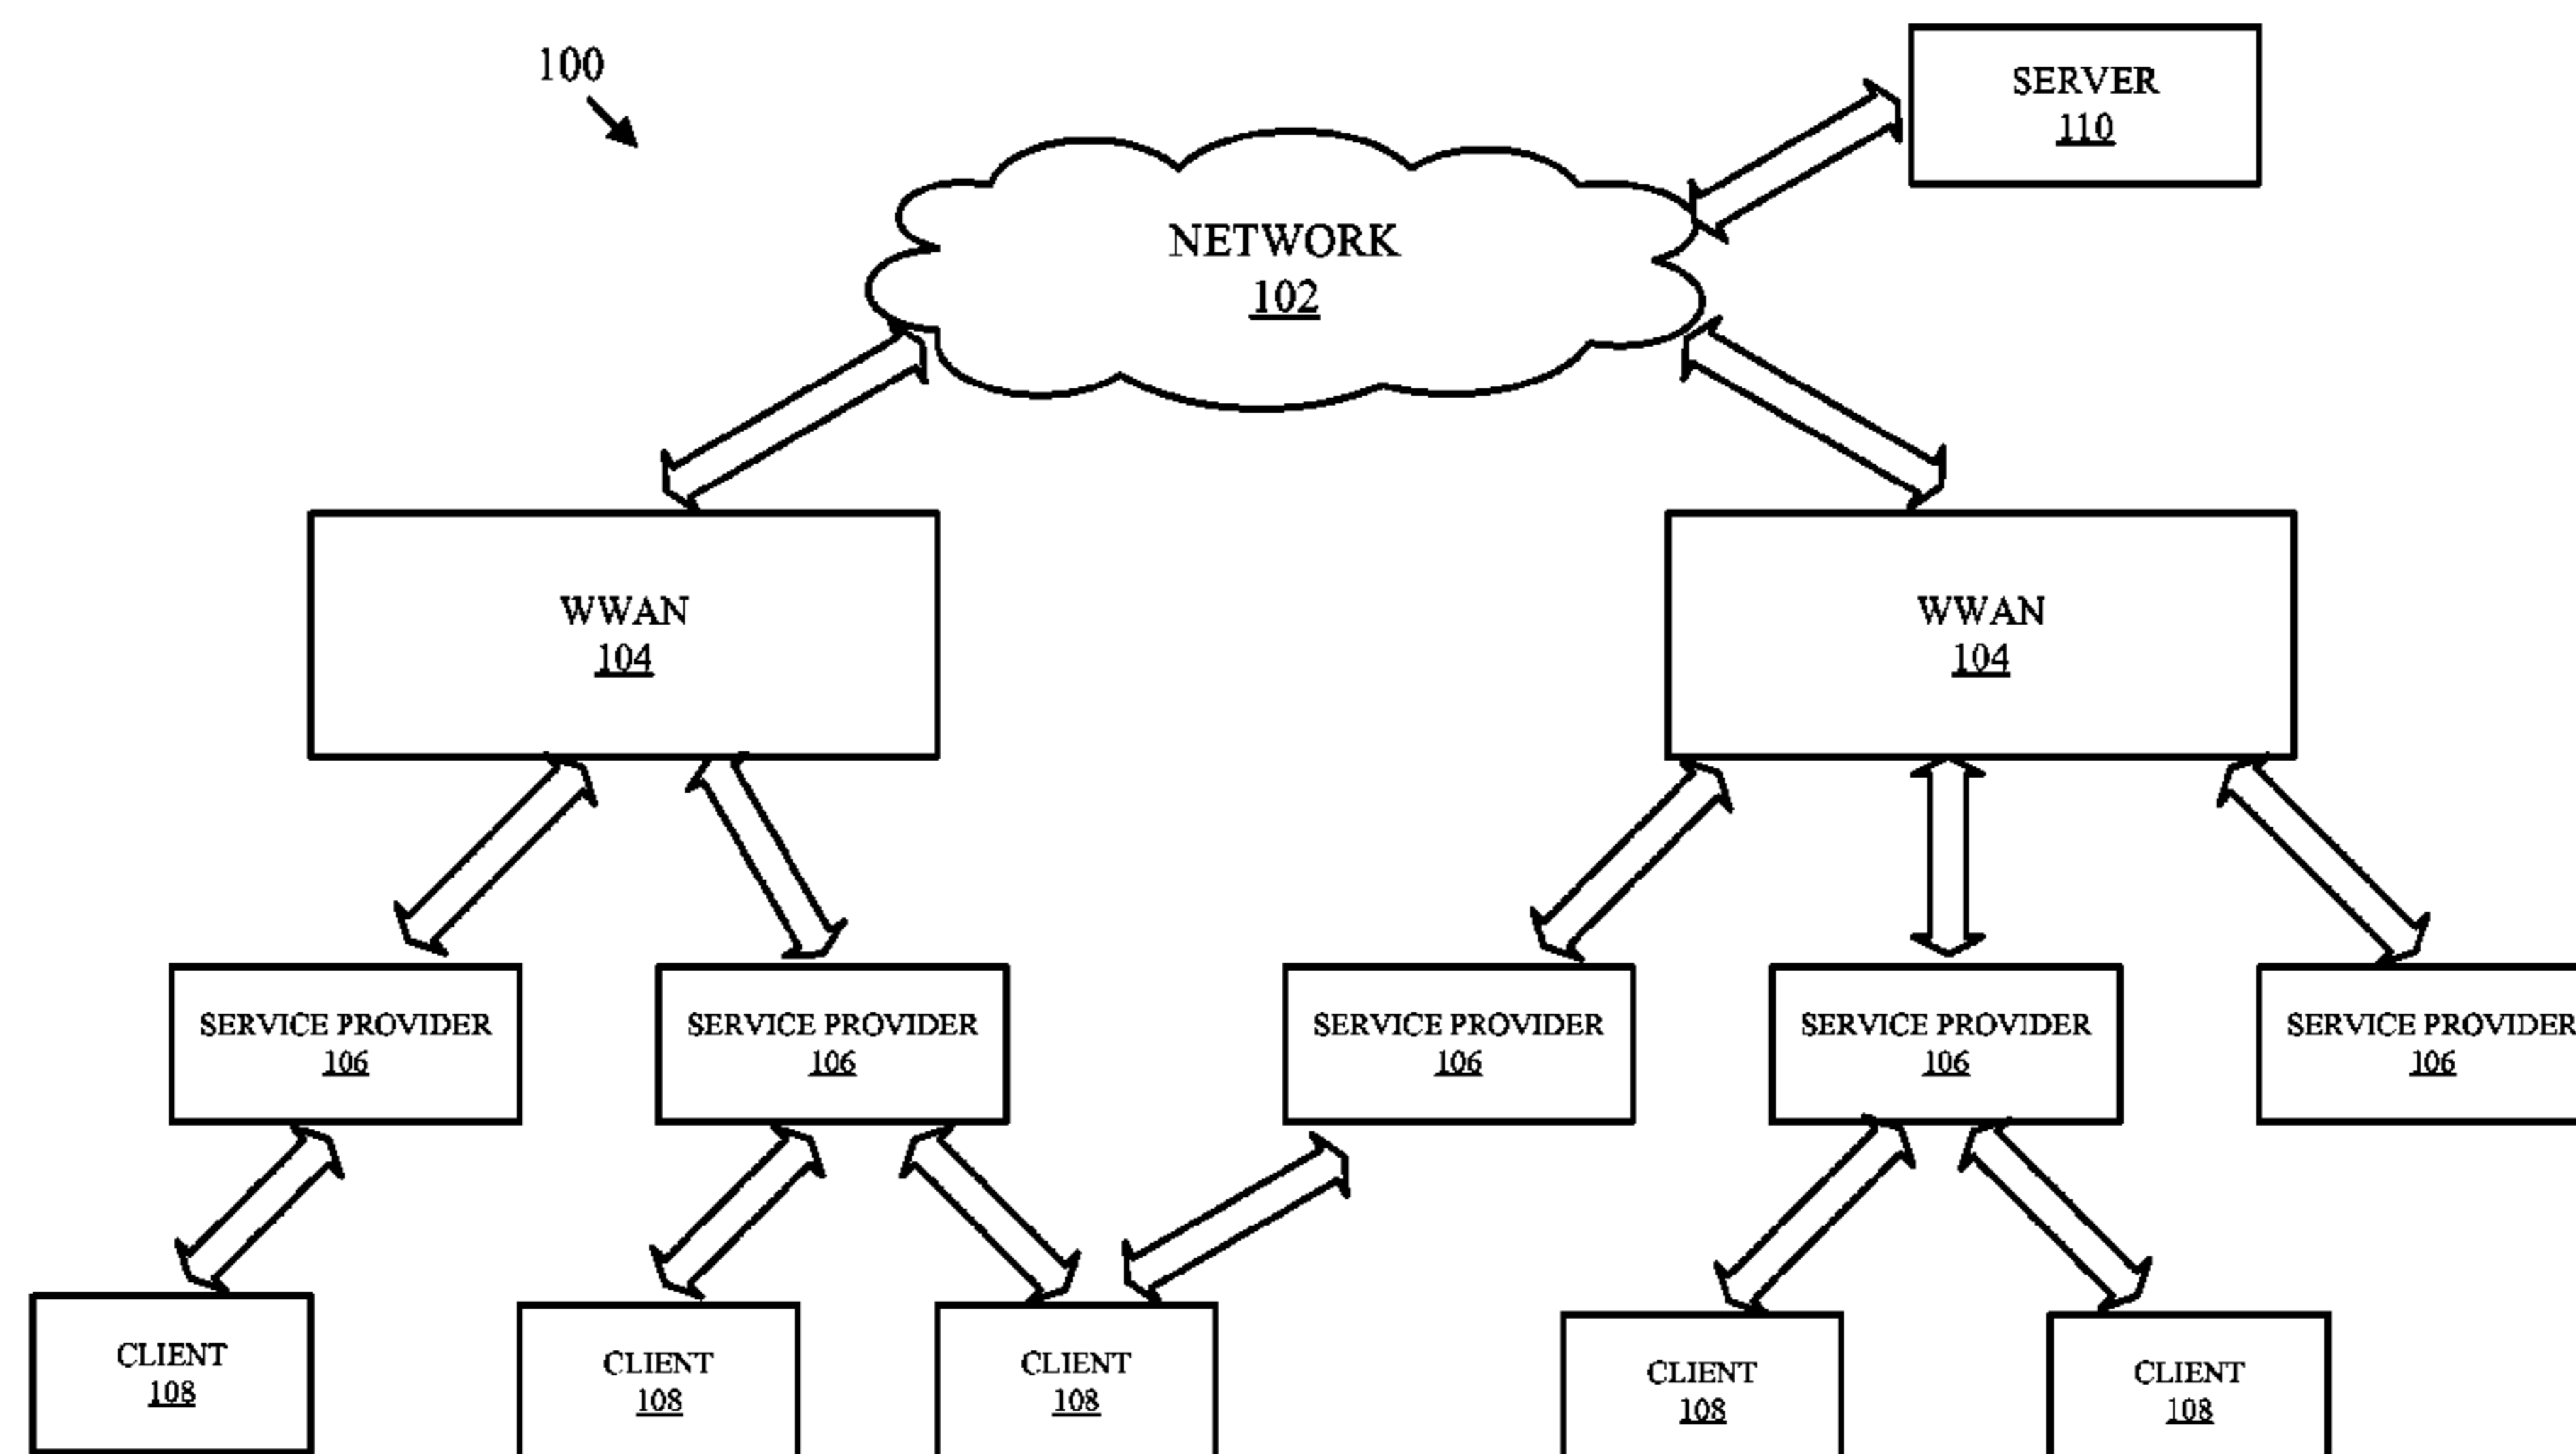 100
SERVER
110
NETWORK
102
WWAN
104
WWAN
104
SERVICE PROVIDER
106
SERVICE PROVIDER
106
SERVICE PROVIDER
106
SERVICE PROVIDER
106
SERVICE PROVIDER
106
CLIENT
108
CLIENT
108
CLIENT
108
CLIENT
108
CLIENT
108